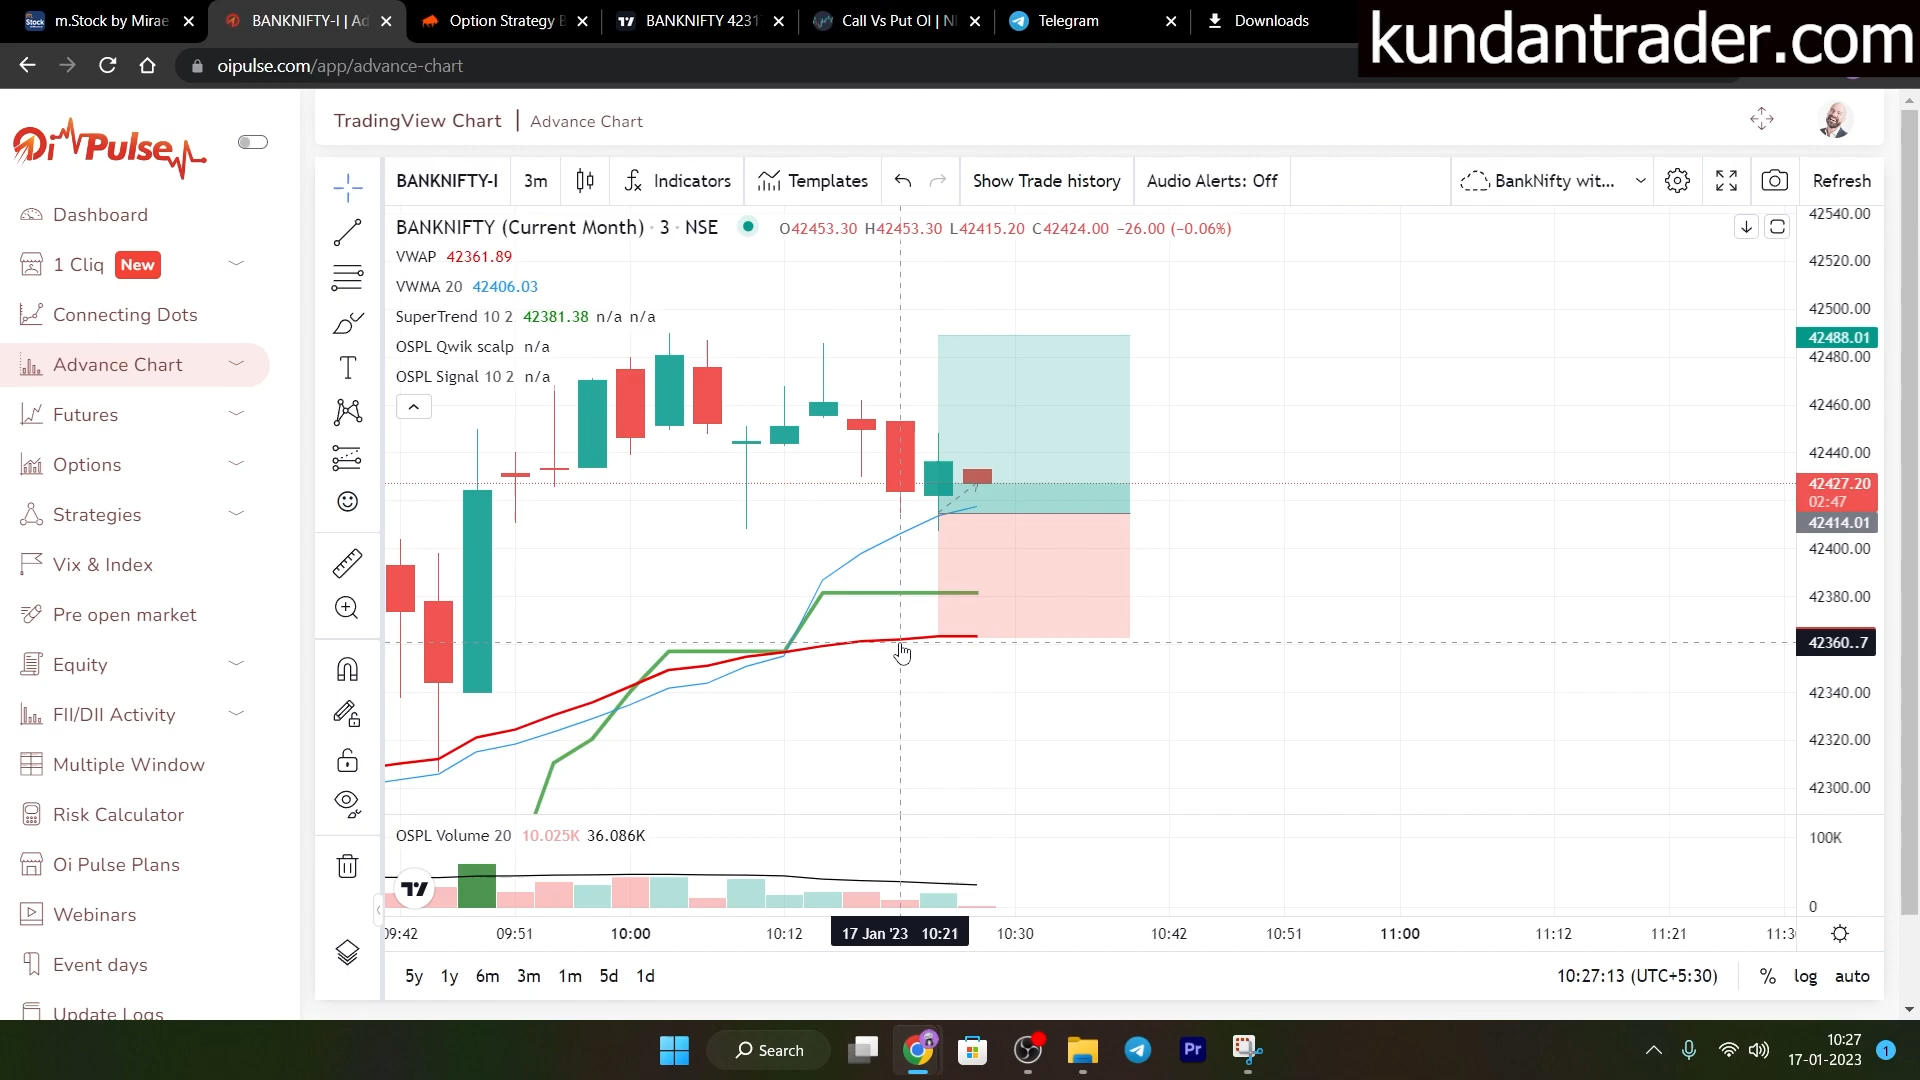 m.Stock by Mirae
BANKNIFTY-I | Ad
Option Strategy B
BANKNIFTY 4231
Call Vs Put OI | NI
Telegram
Downloads
kundantrader.com
oipulse.com/app/advance-chart
Oi Pulse
TradingView Chart | Advance Chart
Dashboard
1 Cliq New
Connecting Dots
Advance Chart
Futures
Options
Strategies
Vix & Index
Pre open market
Equity
FII/DII Activity
Multiple Window
Risk Calculator
Oi Pulse Plans
Webinars
Event days
Update Logs
BANKNIFTY-I 3m Indicators Templates Show Trade history Audio Alerts: Off BankNifty wit... Refresh
BANKNIFTY (Current Month) · 3 · NSE O42453.30 H42453.30 L42415.20 C42424.00 −26.00 (−0.06%)
VWAP 42361.89
VWMA 20 42406.03
SuperTrend 10 2 42381.38 n/a n/a
OSPL Qwik scalp n/a
OSPL Signal 10 2 n/a
42540.00
42520.00
42500.00
42488.01
42480.00
42460.00
42440.00
42427.20
02:47
42414.01
42400.00
42380.00
42360..7
42340.00
42320.00
42300.00
OSPL Volume 20 10.025K 36.086K
100K
0
09:42 09:51 10:00 10:12 17 Jan '23 10:21 10:30 10:42 10:51 11:00 11:12 11:21 11:3
5y 1y 6m 3m 1m 5d 1d
10:27:13 (UTC+5:30) % log auto
Search
Pr
10:27
17-01-2023
1